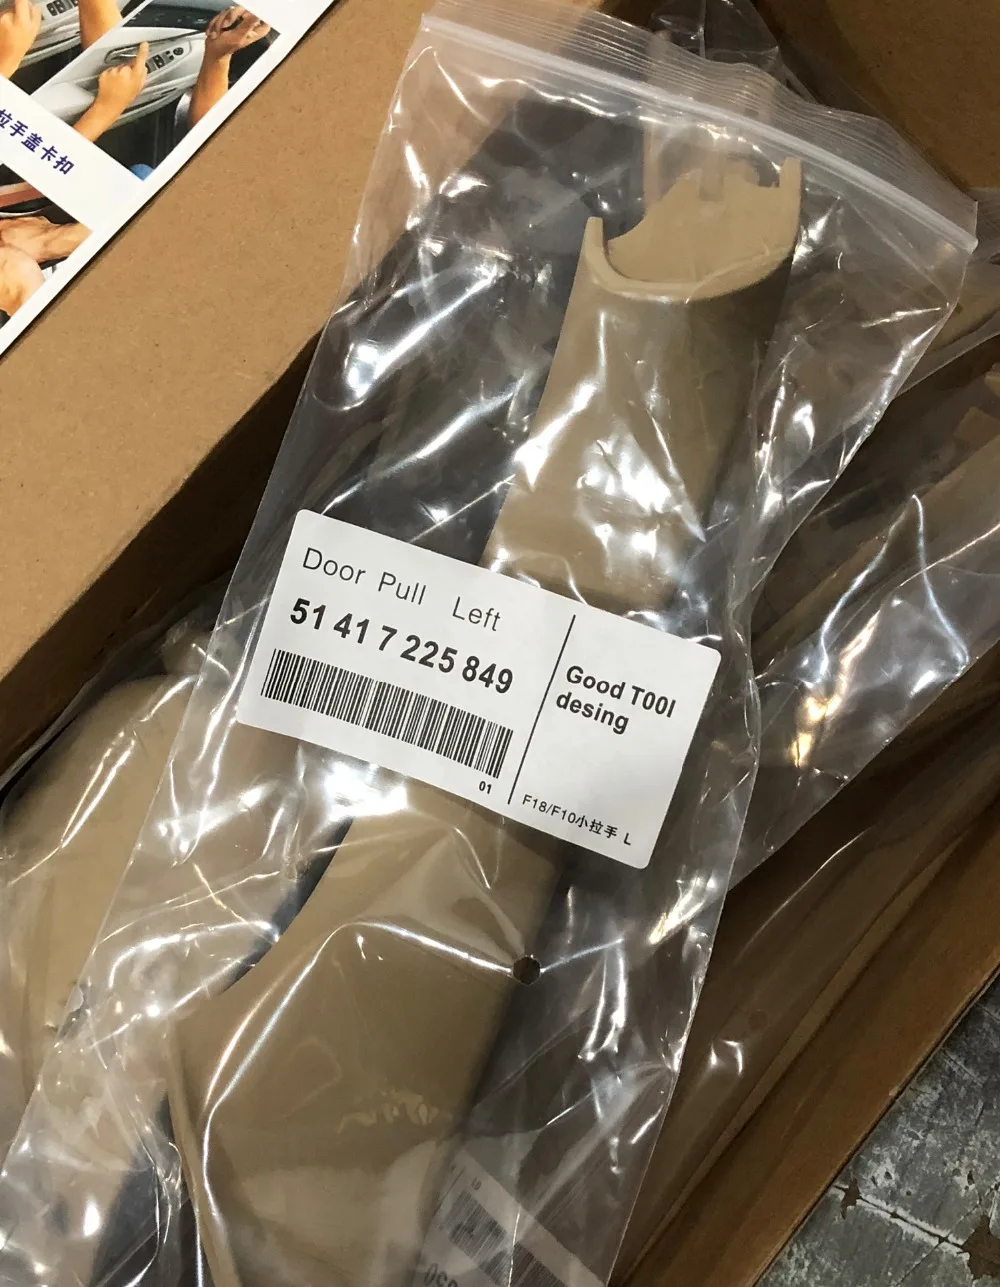 拉手盖卡扣
Door Pull Left
51 41 7 225 849
01
Good T00l
desing
F18/F10小拉手 L
01